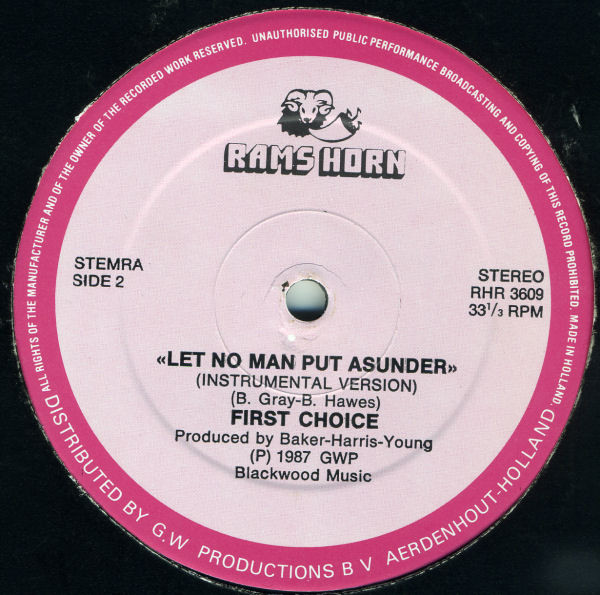 ALL RIGHTS OF THE MANUFACTURER AND OF THE OWNER OF THE RECORDED WORK RESERVED. UNAUTHORISED PUBLIC PERFORMANCE BROADCASTING AND COPYING OF THIS RECORD PROHIBITED. MADE IN HOLLAND.
RAMS HORN
STEMRA
SIDE 2
STEREO
RHR 3609
33 1/3 RPM
«LET NO MAN PUT ASUNDER»
(INSTRUMENTAL VERSION)
(B. Gray-B. Hawes)
FIRST CHOICE
Produced by Baker-Harris-Young
(P) 1987 GWP
Blackwood Music
DISTRIBUTED BY G.W PRODUCTIONS B V AERDENHOUT-HOLLAND